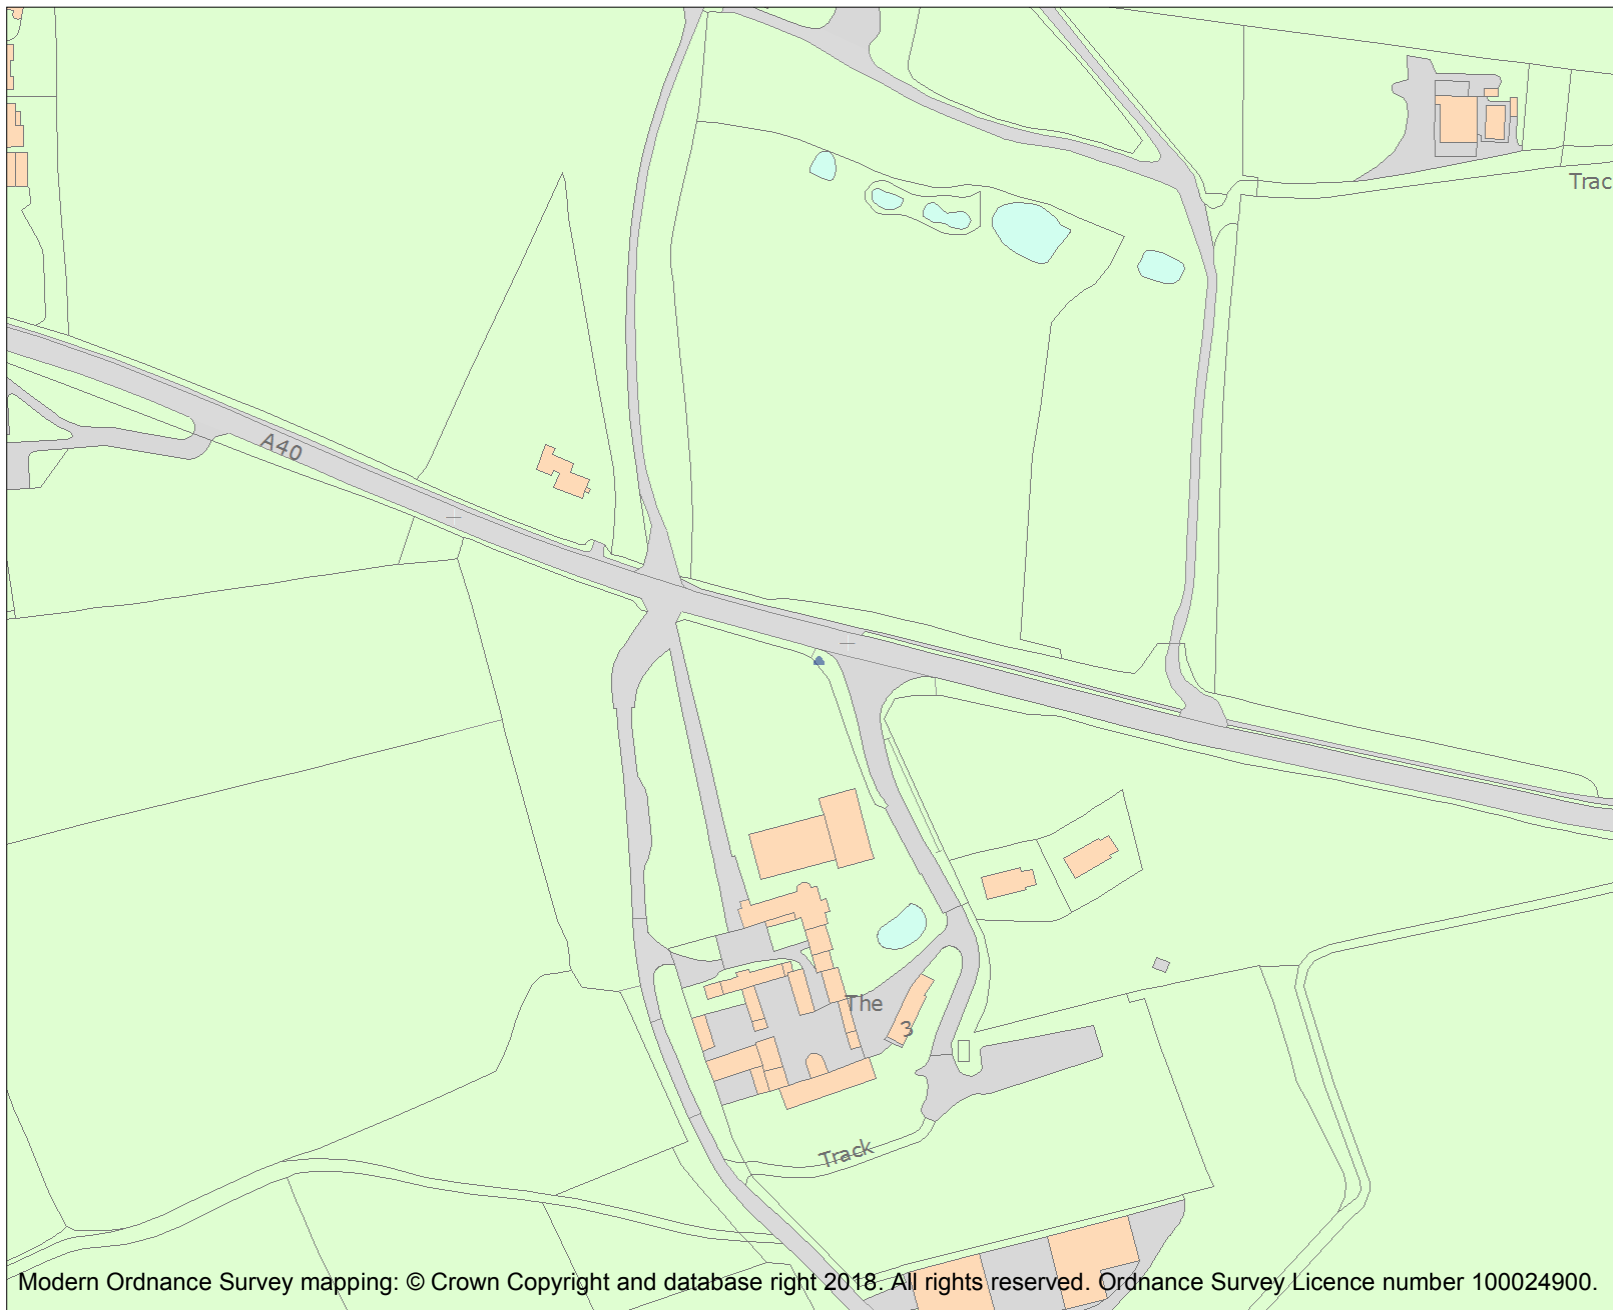 Trac
A40
The
3
Track
Modern Ordnance Survey mapping: © Crown Copyright and database right 2018. All rights reserved. Ordnance Survey Licence number 100024900.